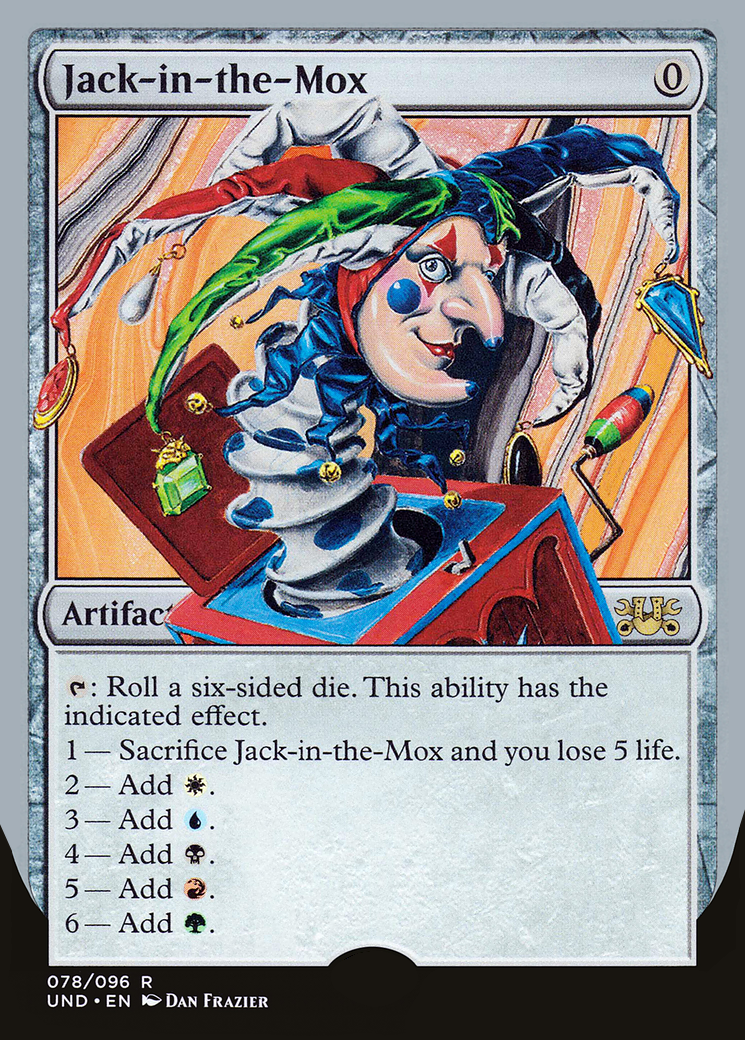 Jack-in-the-Mox 0
Artifact
: Roll a six-sided die. This ability has the
indicated effect.
1 — Sacrifice Jack-in-the-Mox and you lose 5 life.
2 — Add .
3 — Add .
4 — Add .
5 — Add .
6 — Add .
078/096 R
UND • EN Dan Frazier